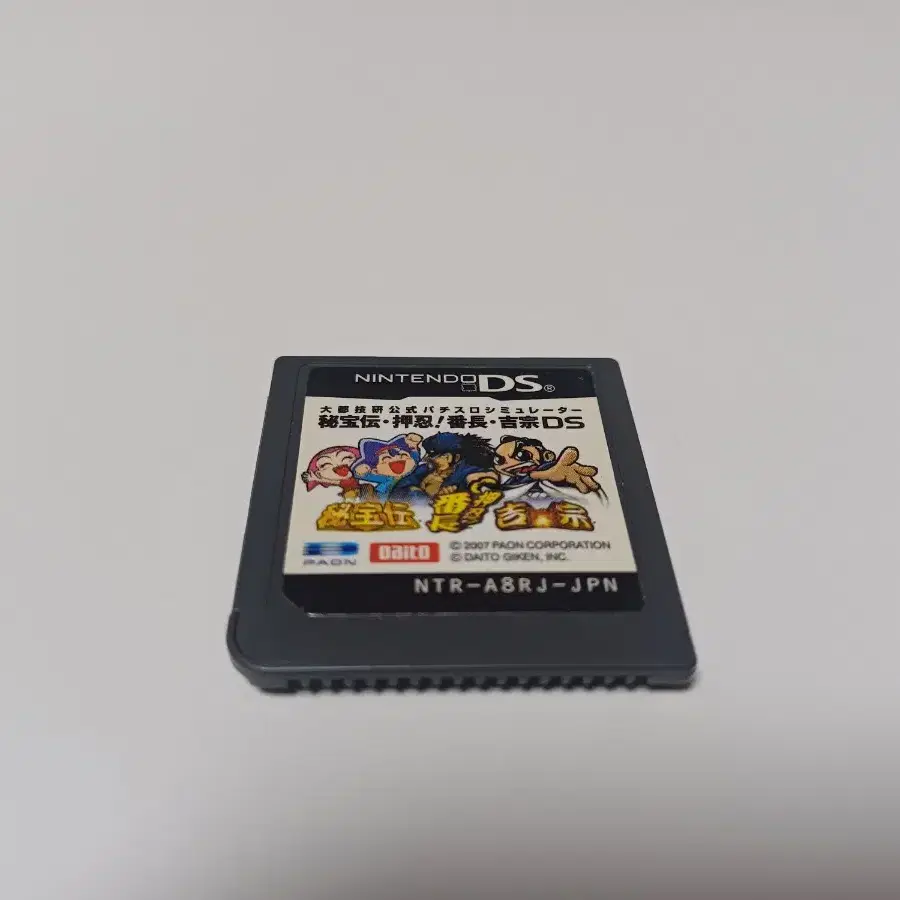 NINTENDO DS®
大都技研公式パチスロシミュレーター
秘宝伝・押忍!番長・吉宗DS
秘宝伝 押忍!番長 吉宗
PAON
Daito
© 2007 PAON CORPORATION
© DAITO GIKEN, INC.
NTR-A8RJ-JPN